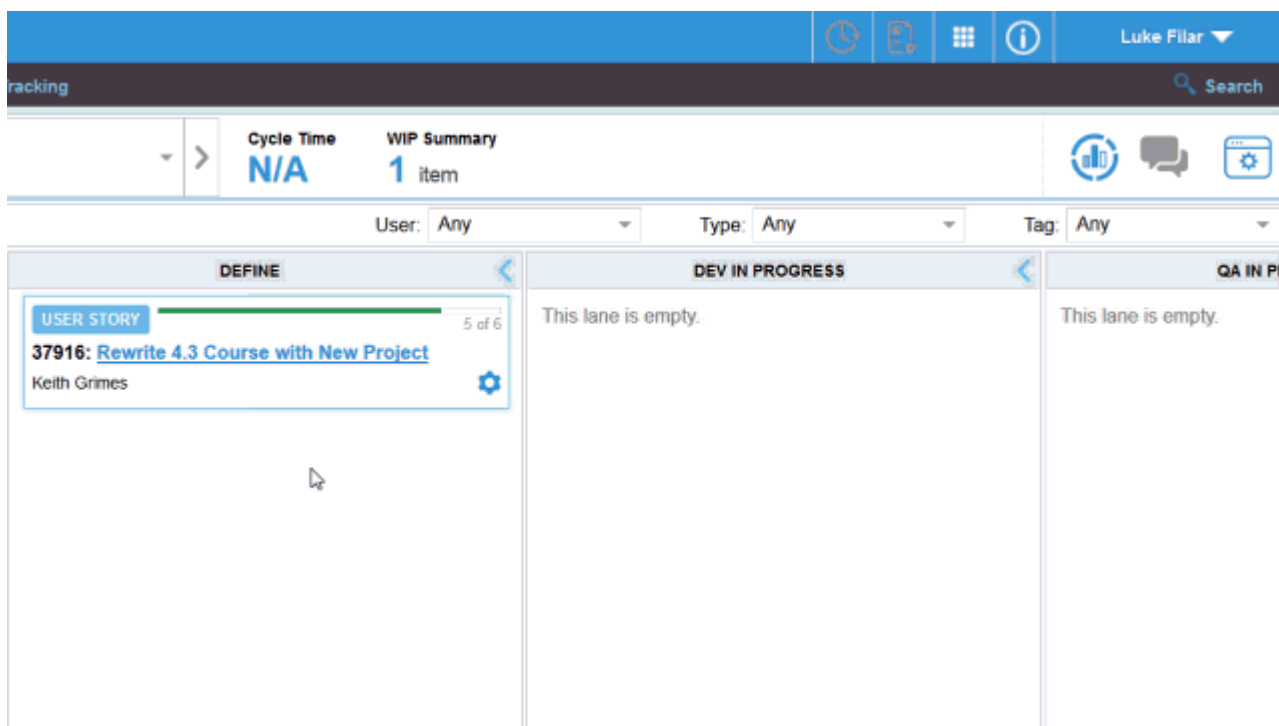 Luke Filar
racking
Search
Cycle Time
N/A
WIP Summary
1 item
User: Any
Type: Any
Tag: Any
DEFINE
DEV IN PROGRESS
QA IN P
USER STORY
5 of 6
37916: Rewrite 4.3 Course with New Project
Keith Grimes
This lane is empty.
This lane is empty.